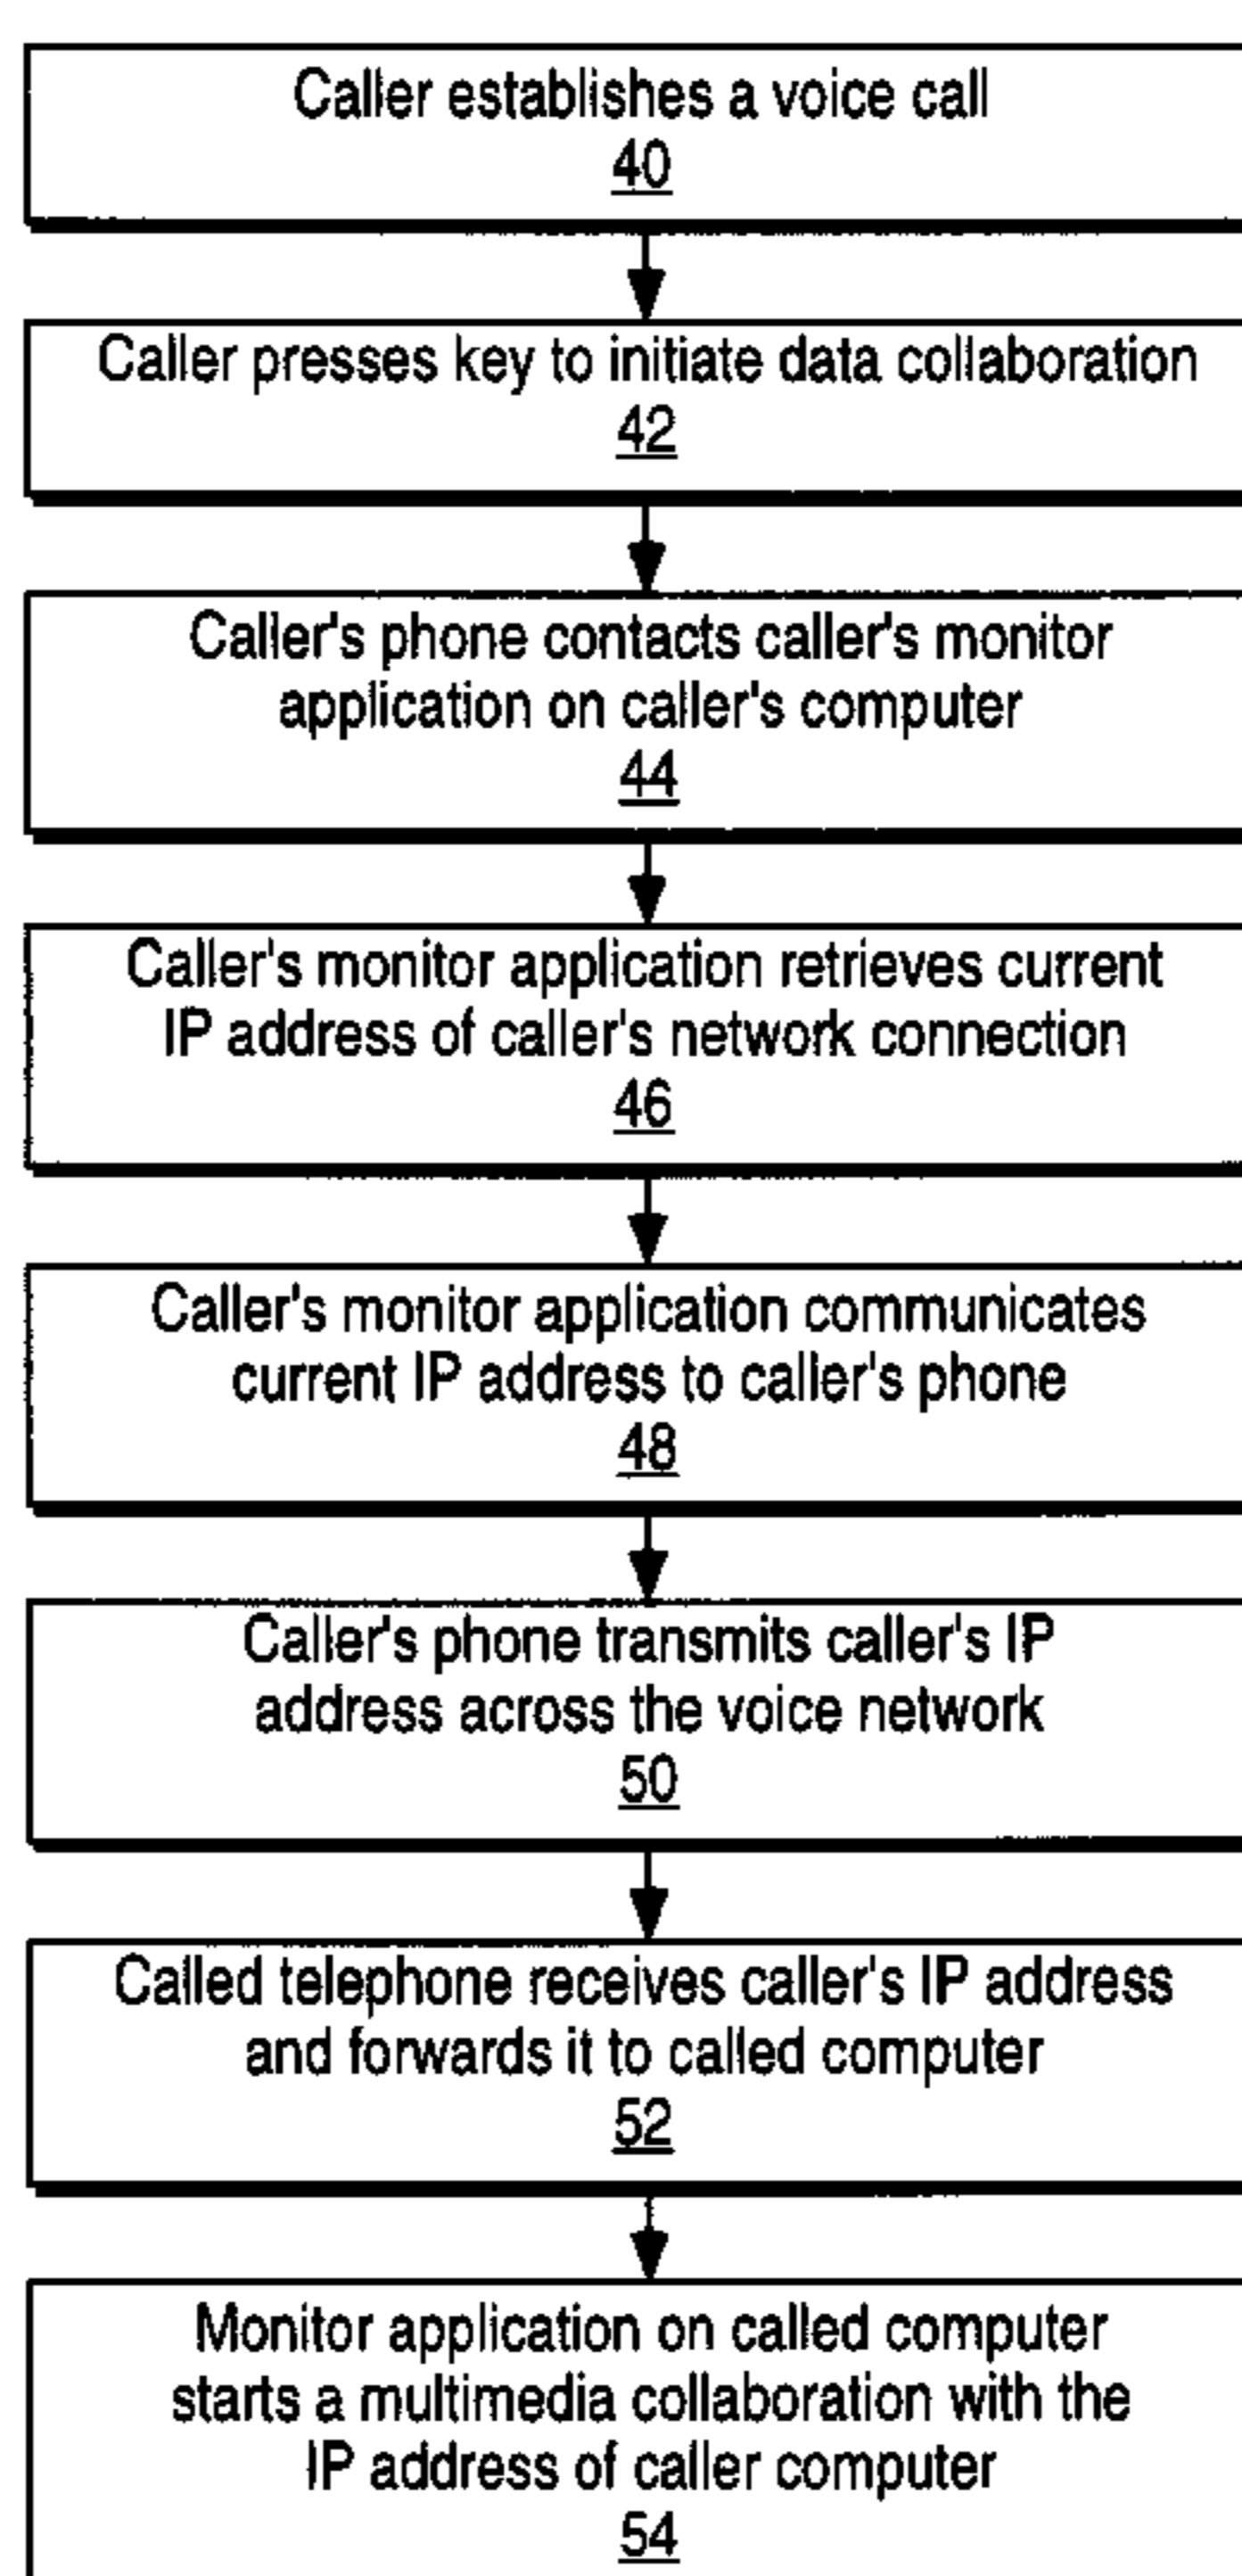 Caller establishes a voice call
40
Caller presses key to initiate data collaboration
42
Caller's phone contacts caller's monitor
application on caller's computer
44
Caller's monitor application retrieves current
IP address of caller's network connection
46
Caller's monitor application communicates
current IP address to caller's phone
48
Caller's phone transmits caller's IP
address across the voice network
50
Called telephone receives caller's IP address
and forwards it to called computer
52
Monitor application on called computer
starts a multimedia collaboration with the
IP address of caller computer
54